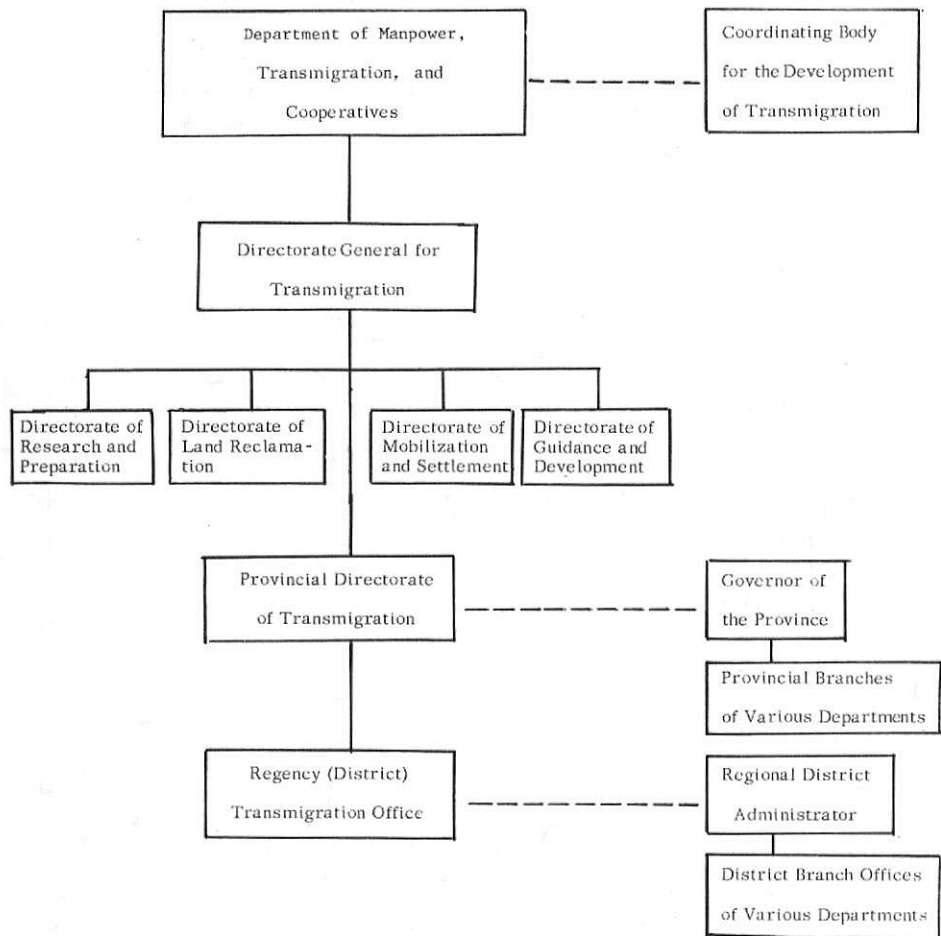 Department of Manpower,
Transmigration, and
Cooperatives
Coordinating Body
for the Development
of Transmigration
Directorate General for
Transmigration
Directorate of
Research and
Preparation
Directorate of
Land Reclama-
tion
Directorate of
Mobilization
and Settlement
Directorate of
Guidance and
Development
Provincial Directorate
of Transmigration
Governor of
the Province
Provincial Branches
of Various Departments
Regency (District)
Transmigration Office
Regional District
Administrator
District Branch Offices
of Various Departments